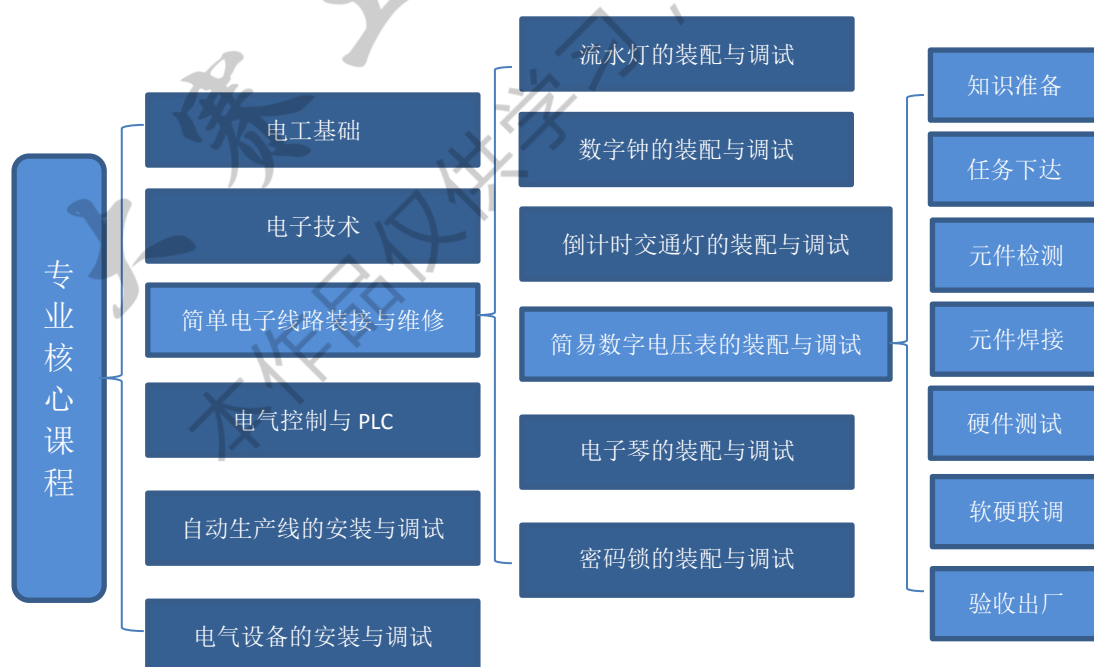 专业核心课程
电工基础
电子技术
简单电子线路装接与维修
电气控制与 PLC
自动生产线的安装与调试
电气设备的安装与调试
流水灯的装配与调试
数字钟的装配与调试
倒计时交通灯的装配与调试
简易数字电压表的装配与调试
电子琴的装配与调试
密码锁的装配与调试
知识准备
任务下达
元件检测
元件焊接
硬件测试
软硬联调
验收出厂
大赛
本作品仅供学习